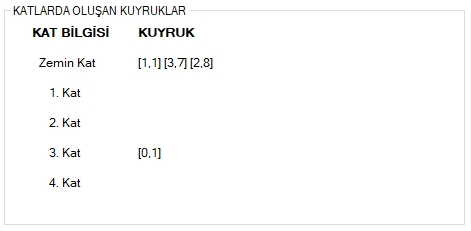 KATLARDA OLUŞAN KUYRUKLAR
KAT BİLGİSİ KUYRUK
Zemin Kat [1,1] [3,7] [2,8]
1. Kat
2. Kat
3. Kat [0,1]
4. Kat